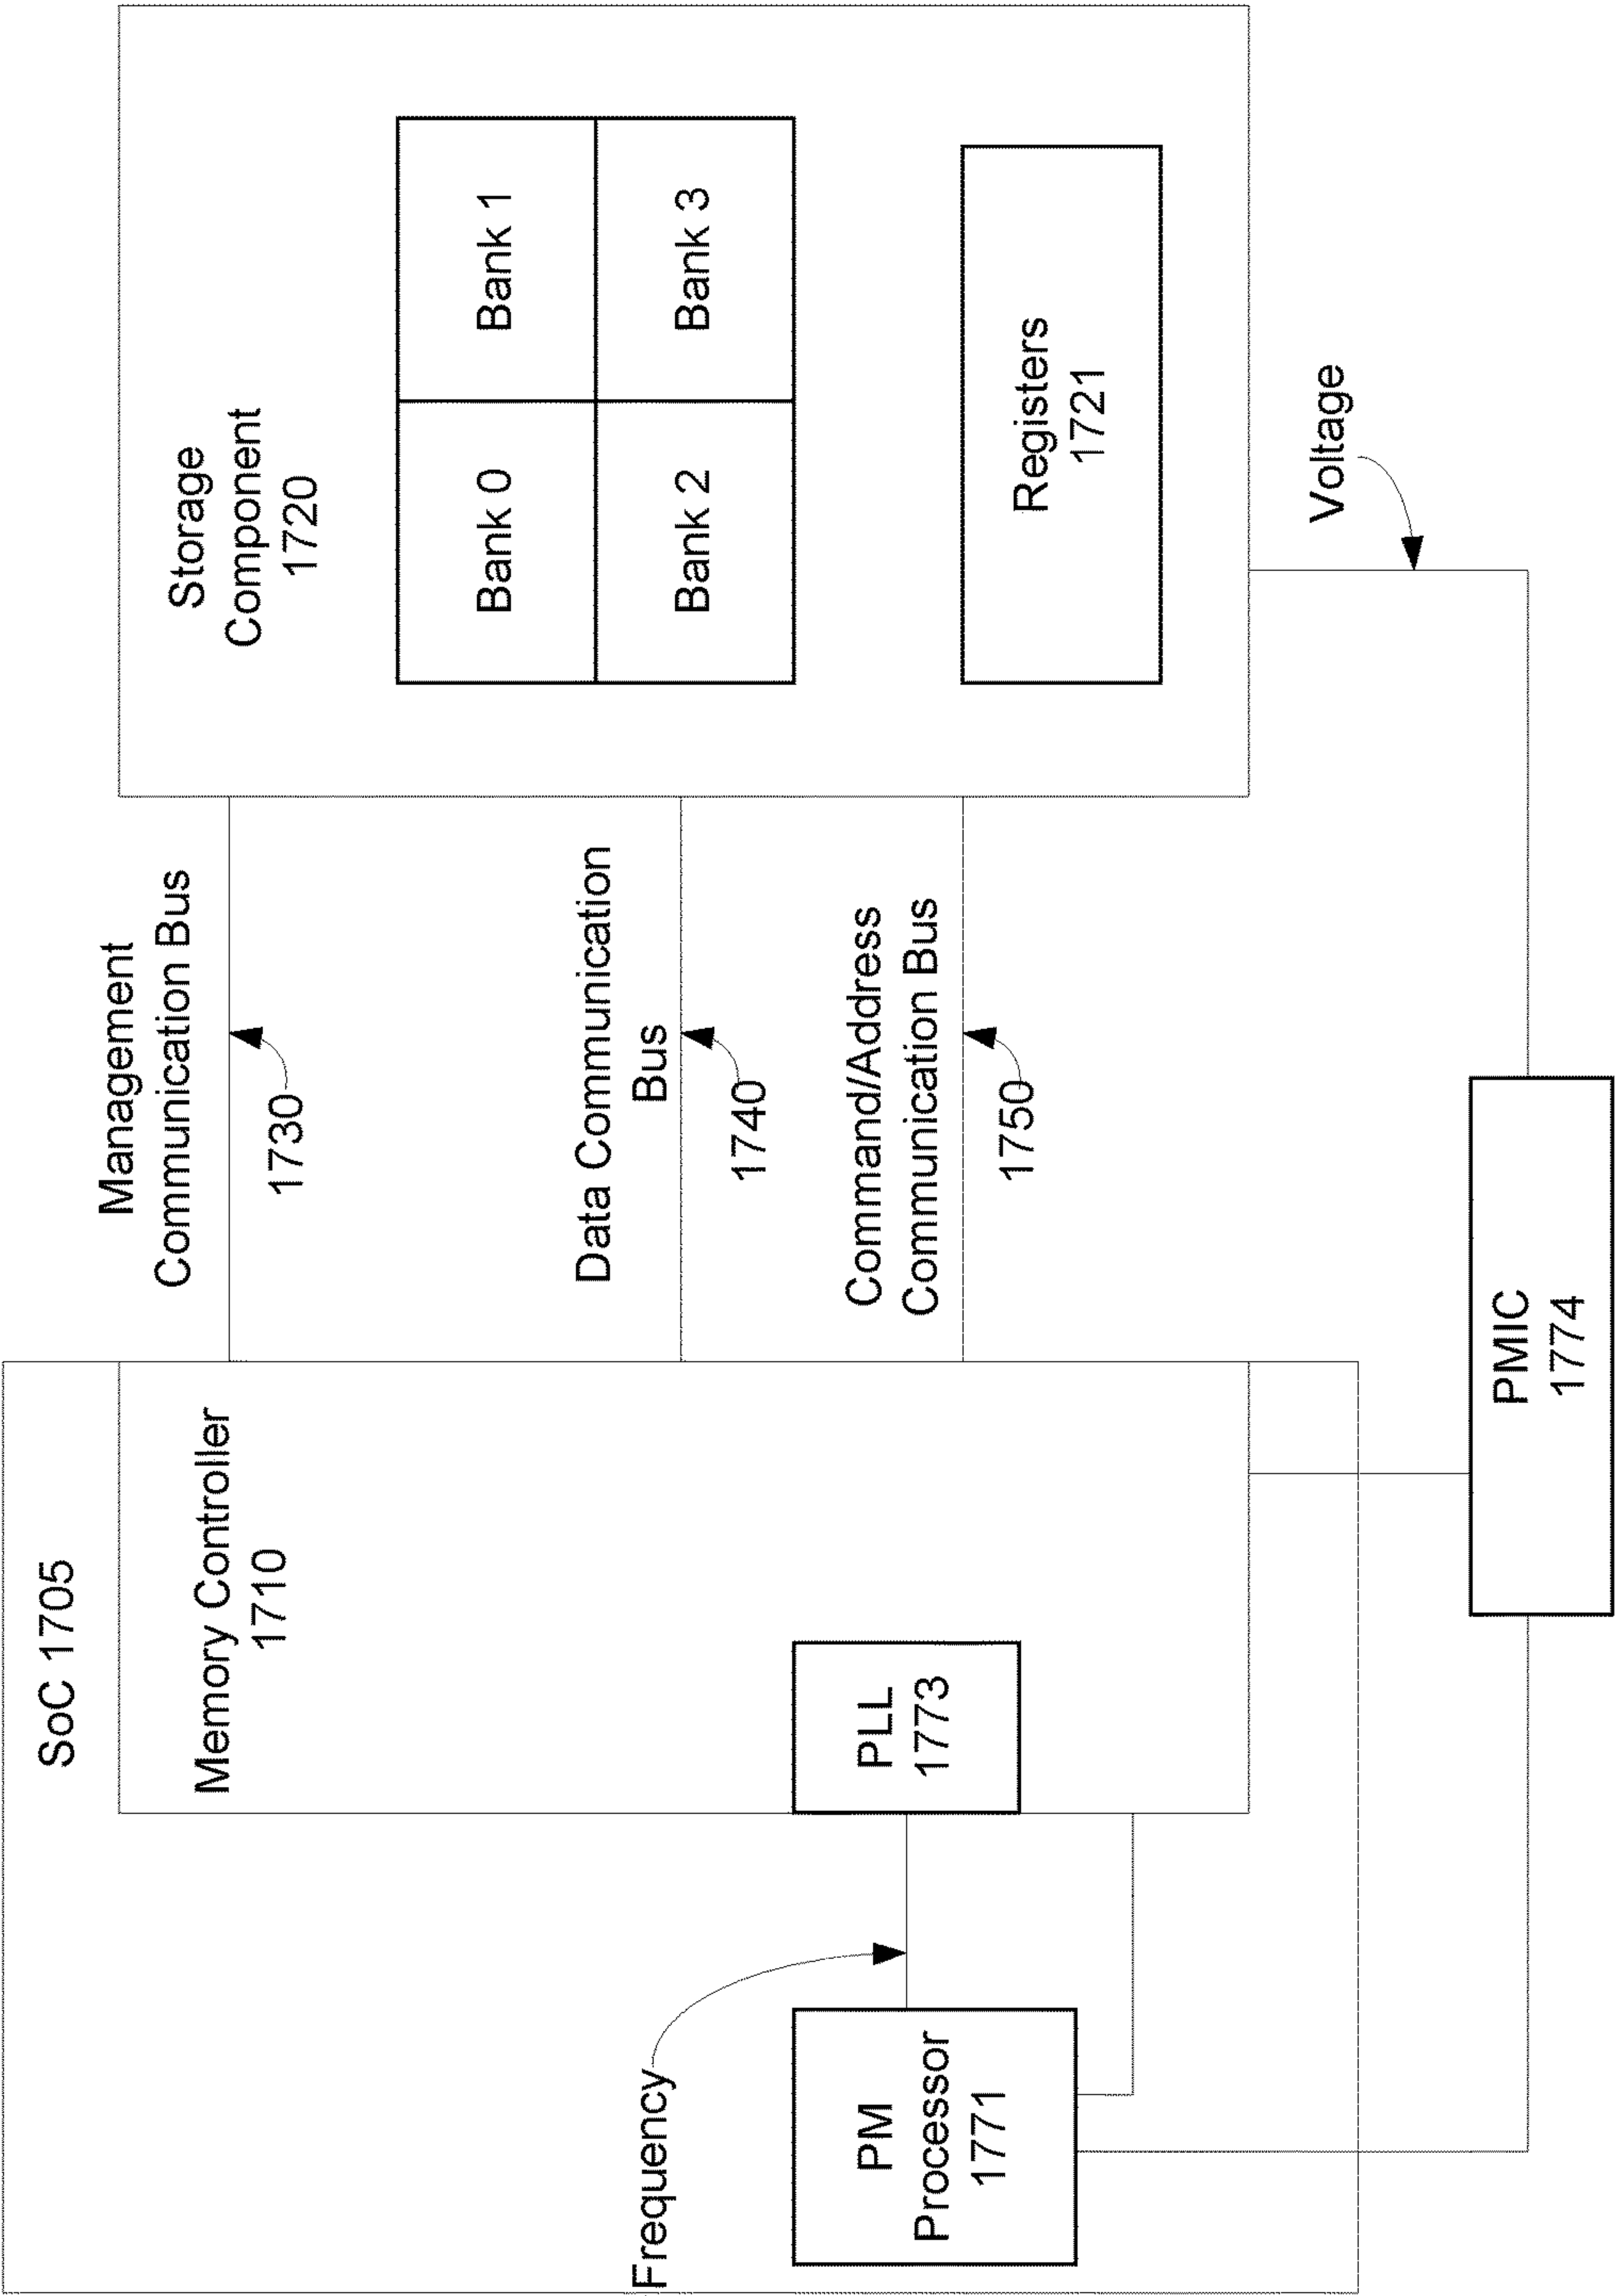 SoC 1705
Memory Controller
1710
PLL
1773
Frequency
PM
Processor
1771
Management
Communication Bus
1730
Data Communication
Bus
1740
Command/Address
Communication Bus
1750
Storage
Component
1720
Bank 0
Bank 1
Bank 2
Bank 3
Registers
1721
Voltage
PMIC
1774